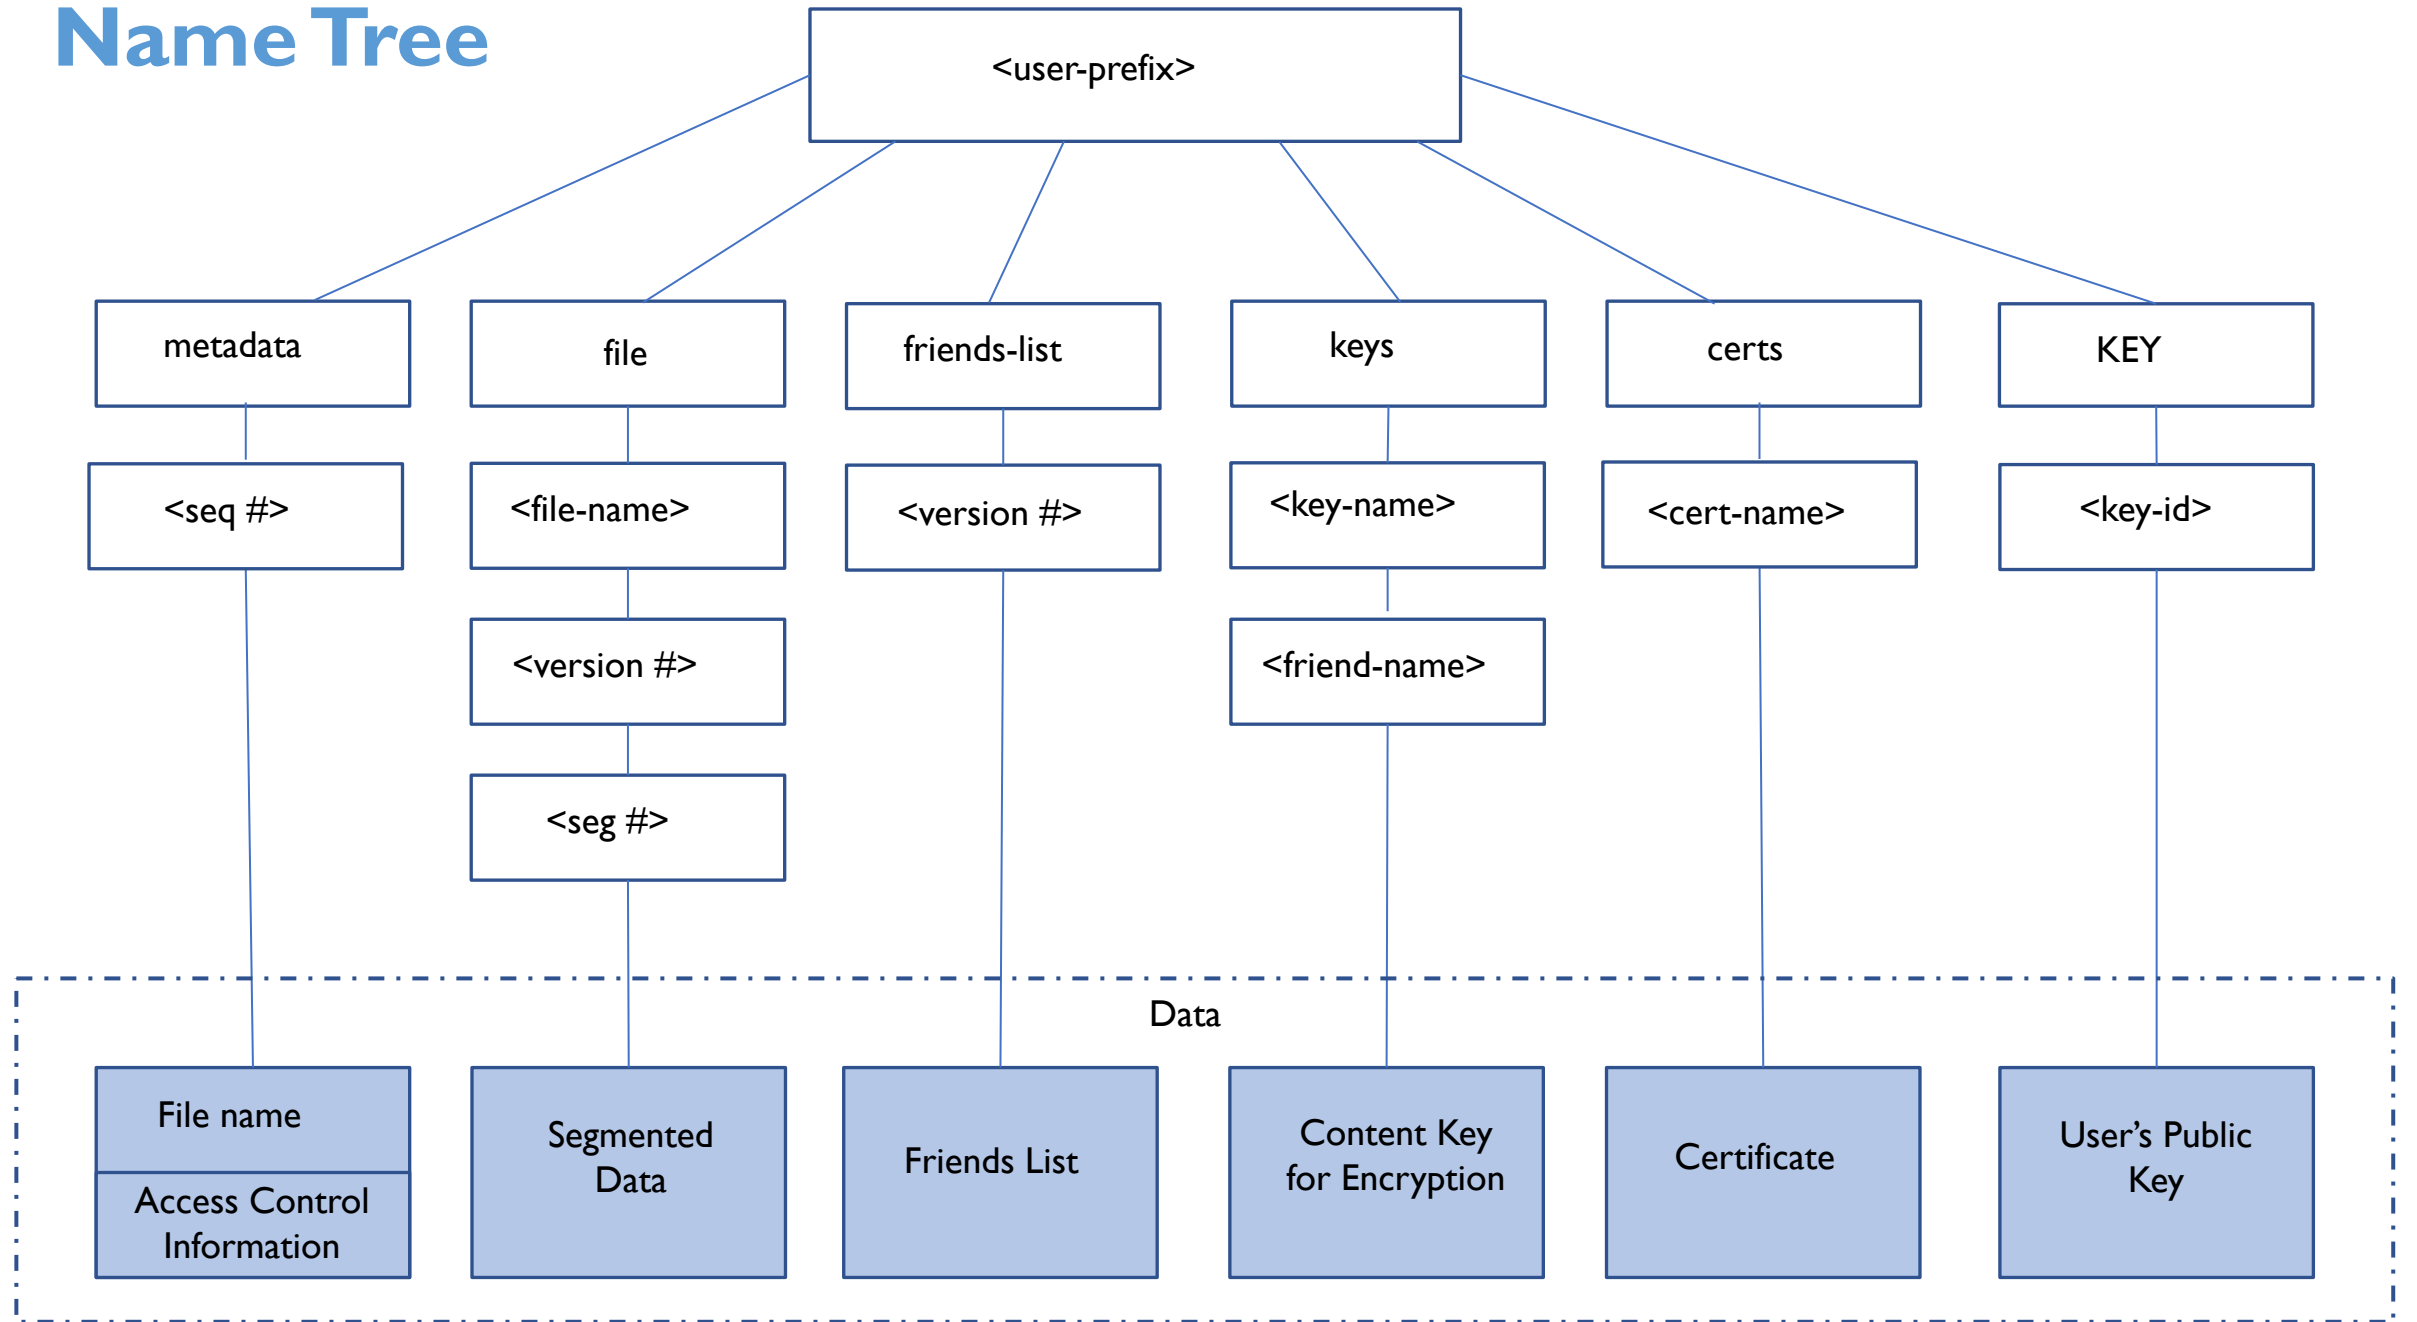 Name Tree
<user-prefix>
metadata
file
friends-list
keys
certs
KEY
<seq #>
<file-name>
<version #>
<key-name>
<cert-name>
<key-id>
<version #>
<friend-name>
<seg #>
Data
File name
Access Control
Information
Segmented
Data
Friends List
Content Key
for Encryption
Certificate
User’s Public
Key